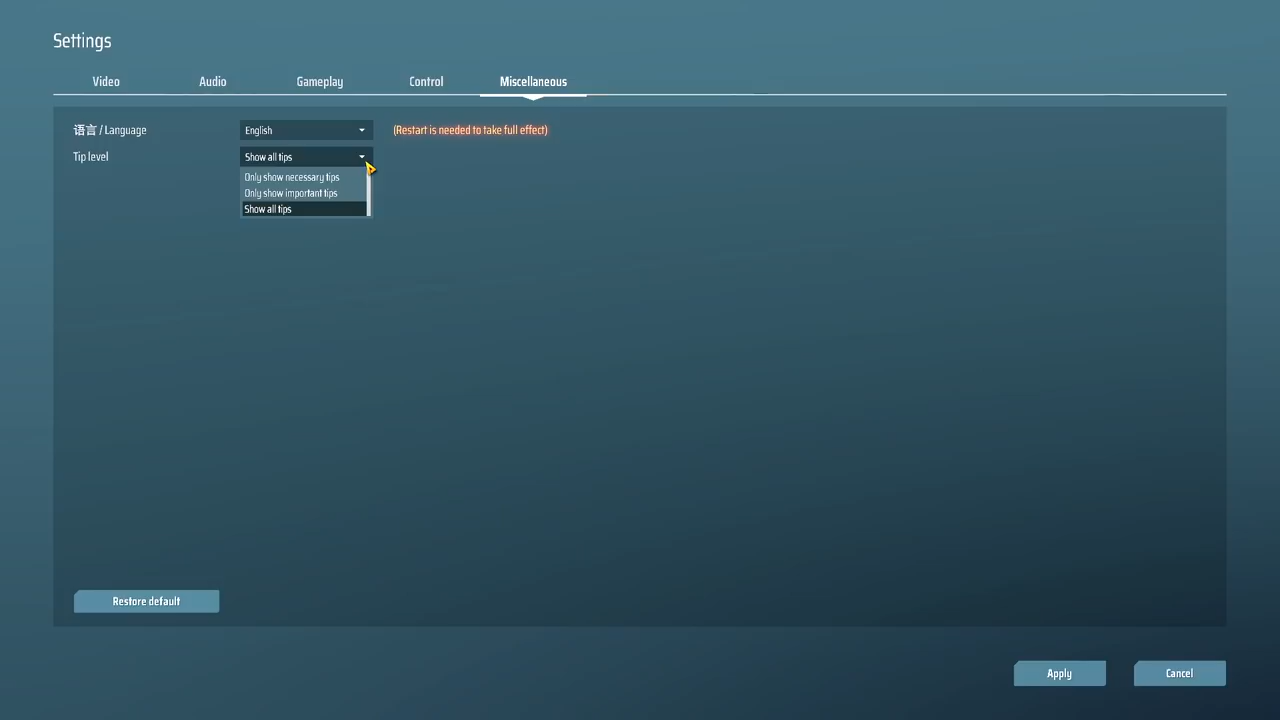 Settings
Video Audio Gameplay Control Miscellaneous
语言 / Language English (Restart is needed to take full effect)
Tip level Show all tips
Only show necessary tips
Only show important tips
Show all tips
Restore default
Apply Cancel